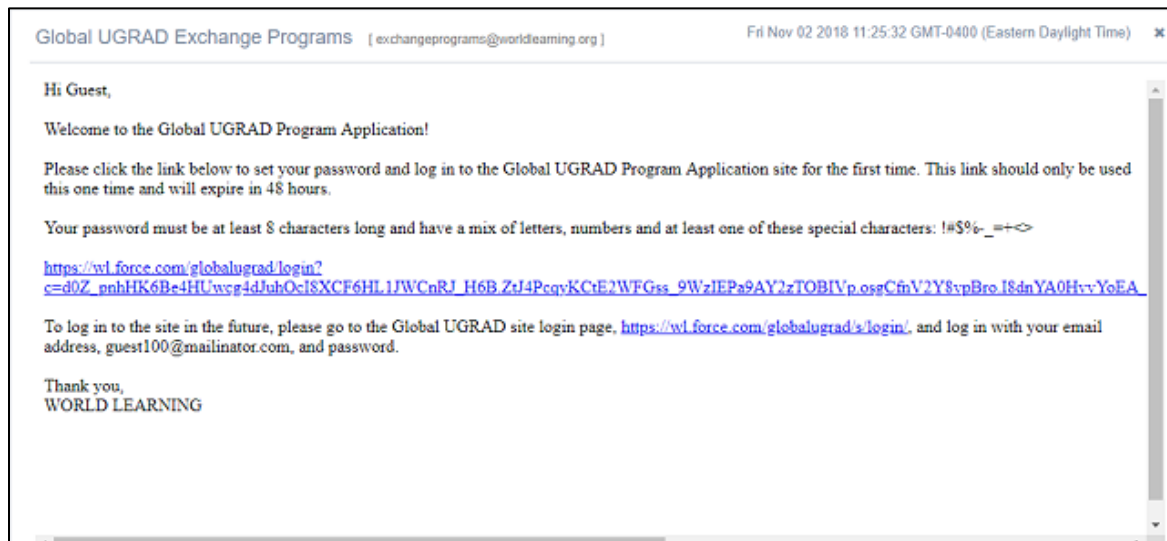 Global UGRAD Exchange Programs [ exchangeprograms@worldlearning.org ] Fri Nov 02 2018 11:25:32 GMT-0400 (Eastern Daylight Time) ×
Hi Guest,
Welcome to the Global UGRAD Program Application!
Please click the link below to set your password and log in to the Global UGRAD Program Application site for the first time. This link should only be used
this one time and will expire in 48 hours.
Your password must be at least 8 characters long and have a mix of letters, numbers and at least one of these special characters: !#$%-_=+<>
https://wl.force.com/globalugrad/login?
c=d0Z_pnhHK6Be4HUwcg4dJuhOcI8XCF6HL1JWCnRJ_H6B.ZtJ4PcqyKCtE2WFGss_9WzIEPa9AY2zTOBIVp.osgCfnV2Y8vpBro.I8dnYA0HvvYoEA_
To log in to the site in the future, please go to the Global UGRAD site login page, https://wl.force.com/globalugrad/s/login/, and log in with your email
address, guest100@mailinator.com, and password.
Thank you,
WORLD LEARNING